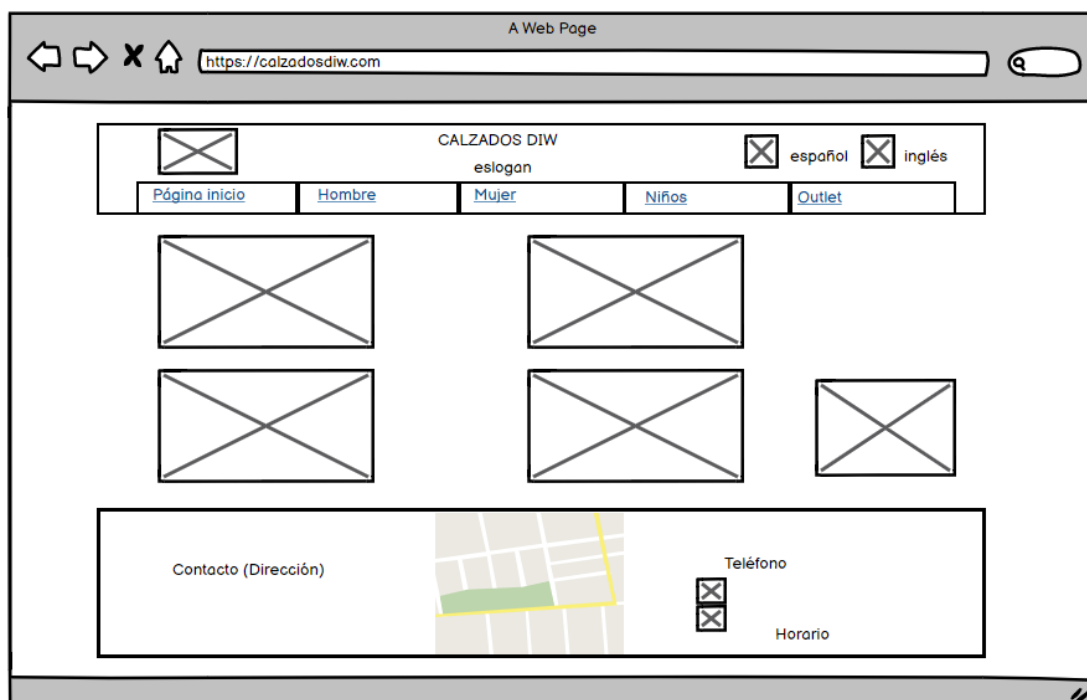 A Web Page
https://calzadosdiw.com
CALZADOS DIW
eslogan
español
inglés
Página inicio
Hombre
Mujer
Niños
Outlet
Contacto (Dirección)
Teléfono
Horario